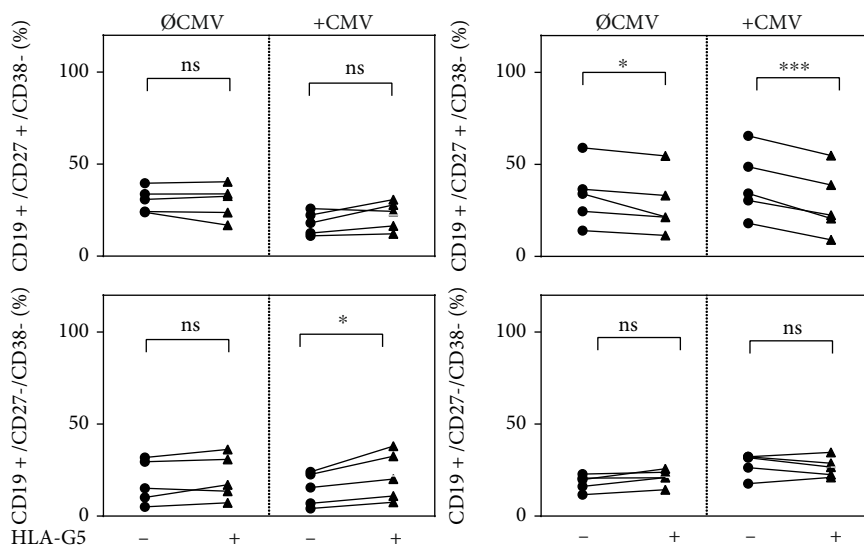 ØCMV +CMV ØCMV +CMV
CD19 + /CD27 + /CD38- (%)
100
50
0
ns
ns
CD19 + /CD27 + /CD38- (%)
100
50
0
*
***
CD19 + /CD27-/CD38- (%)
100
50
0
ns
*
CD19 + /CD27-/CD38- (%)
100
50
0
ns
ns
HLA-G5 – + – + – + – +